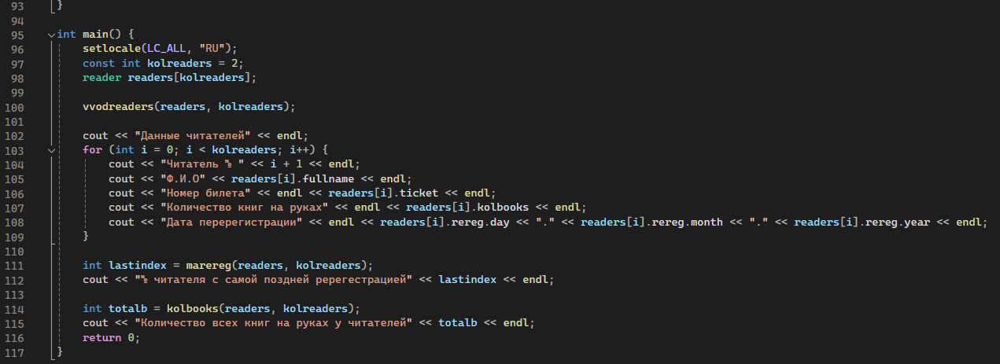 93 }
94
95 int main() {
96 setlocale(LC_ALL, "RU");
97 const int kolreaders = 2;
98 reader readers[kolreaders];
99
100 vvodreaders(readers, kolreaders);
101
102 cout << "Данные читателей" << endl;
103 for (int i = 0; i < kolreaders; i++) {
104 cout << "Читатель % " << i + 1 << endl;
105 cout << "Ф.И.О" << readers[i].fullname << endl;
106 cout << "Номер билета" << endl << readers[i].ticket << endl;
107 cout << "Количество книг на руках" << endl << readers[i].kolbooks << endl;
108 cout << "Дата перерегистрации" << endl << readers[i].rereg.day << "." << readers[i].rereg.month << "." << readers[i].rereg.year << endl;
109 }
110
111 int lastindex = marereg(readers, kolreaders);
112 cout << "% читателя с самой поздней ререгестрацией" << lastindex << endl;
113
114 int totalb = kolbooks(readers, kolreaders);
115 cout << "Количество всех книг на руках у читателей" << totalb << endl;
116 return 0;
117 }